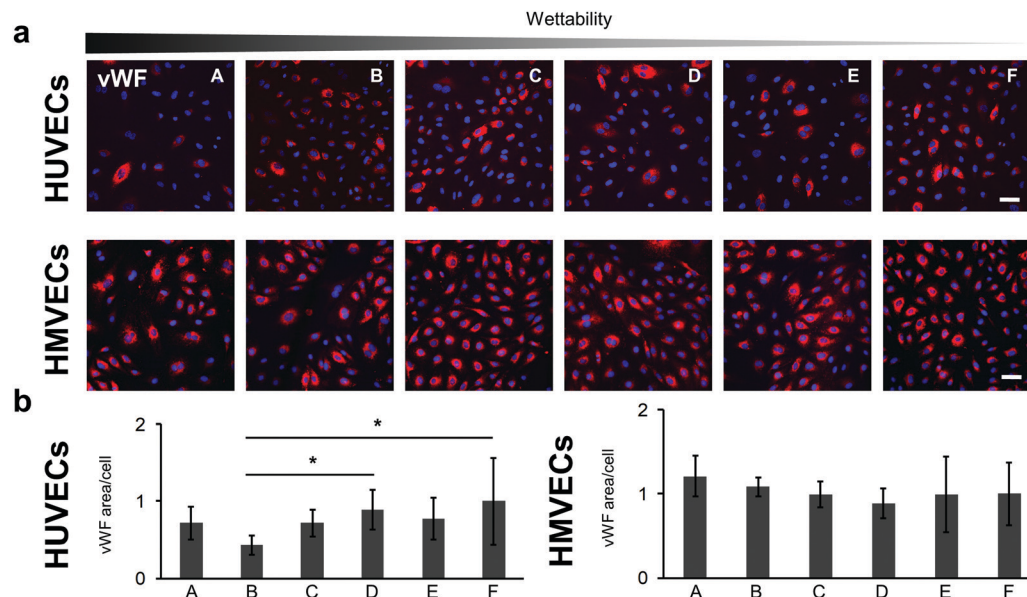 Wettability
a
HUVECs
vWF A B C D E F
HMVECs
b
HUVECs
vWF area/cell
2
1
0
*
*
A B C D E F
HMVECs
vWF area/cell
2
1
0
A B C D E F